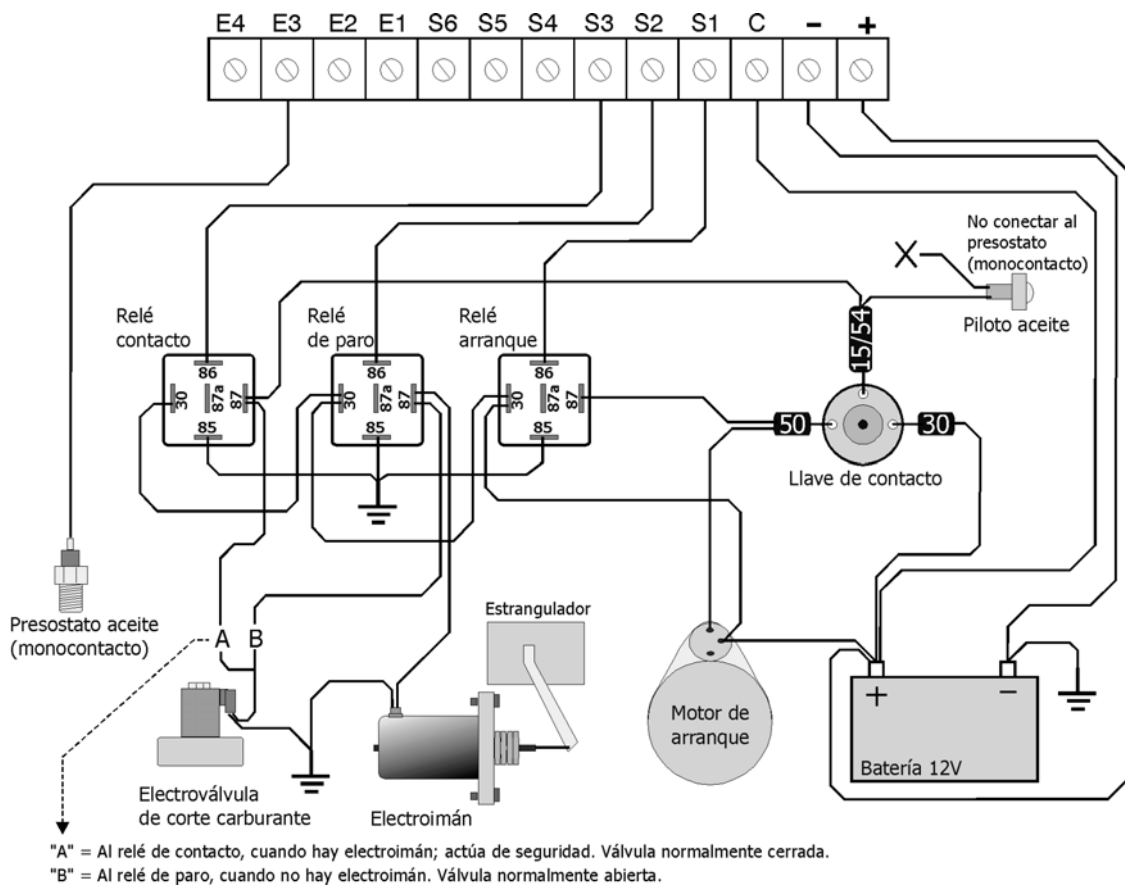 E4 E3 E2 E1 S6 S5 S4 S3 S2 S1 C - +
No conectar al
presostato
(monocontacto)
X
Piloto aceite
Relé
contacto
Relé
de paro
Relé
arranque
15/54
86
30
87a
87
85
86
30
87a
87
85
86
30
87a
87
85
50
30
Llave de contacto
Presostato aceite
(monocontacto)
A B
Estrangulador
Motor de
arranque
+ -
Batería 12V
Electroválvula
de corte carburante
Electroimán
"A" = Al relé de contacto, cuando hay electroimán; actúa de seguridad. Válvula normalmente cerrada.
"B" = Al relé de paro, cuando no hay electroimán. Válvula normalmente abierta.